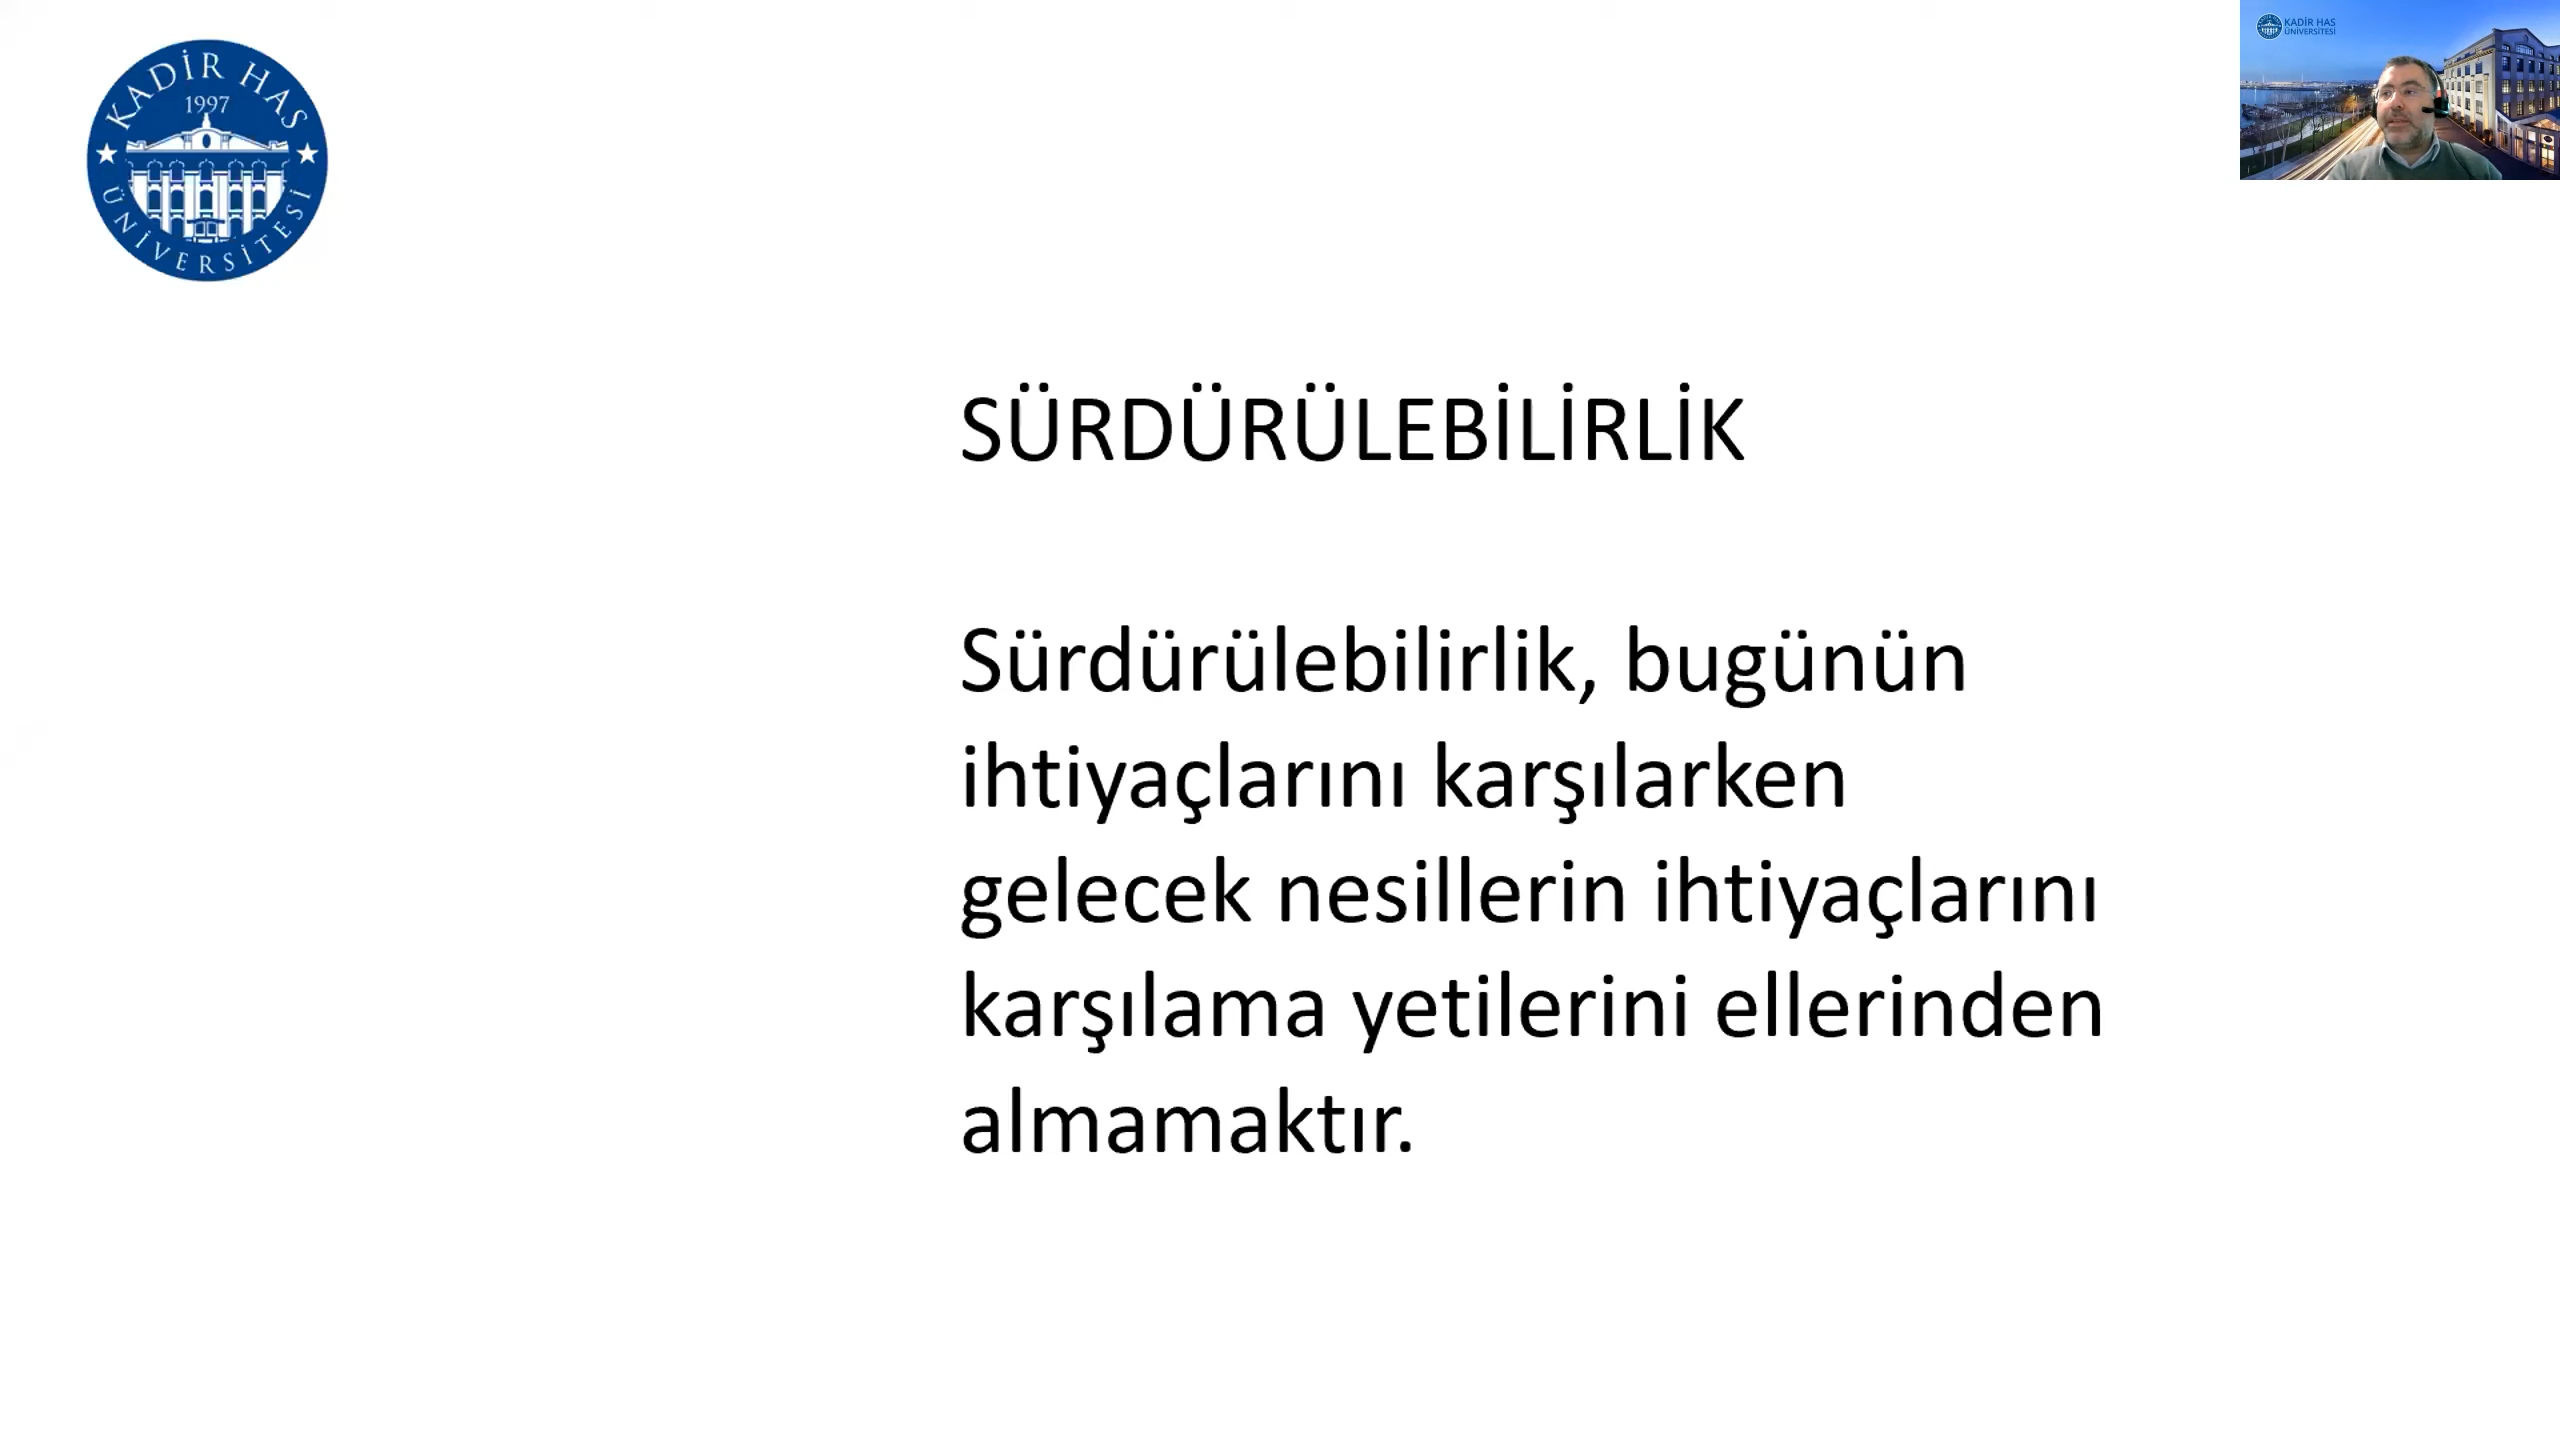 KADİR HAS
1997
ÜNİVERSİTESİ
KADİR HAS
ÜNİVERSİTESİ
SÜRDÜRÜLEBİLİRLİK
Sürdürülebilirlik, bugünün
ihtiyaçlarını karşılarken
gelecek nesillerin ihtiyaçlarını
karşılama yetilerini ellerinden
almamaktır.